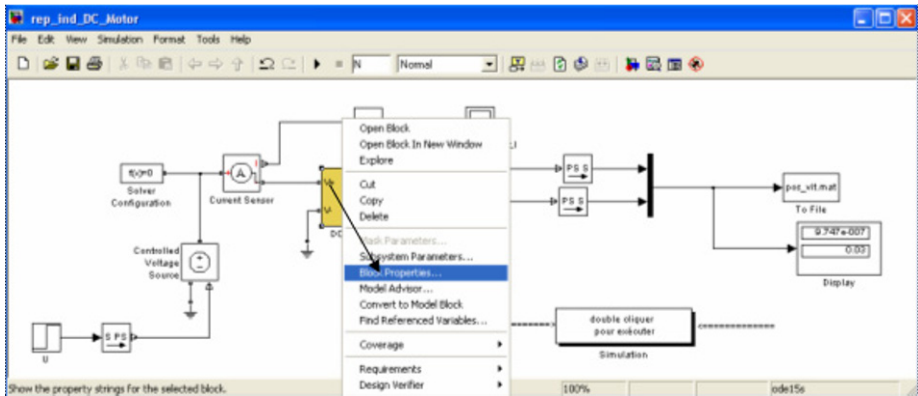 rep_ind_DC_Motor
File Edit View Simulation Format Tools Help
N Normal
Open Block
Open Block In New Window
Explore
Cut
Copy
Delete
Mask Parameters...
Subsystem Parameters...
Block Properties...
Model Advisor...
Convert to Model Block
Find Referenced Variables...
Coverage
Requirements
Design Verifier
f(x)=0
Solver
Configuration
A
I
Current Sensor
V+
V-
DC
Controlled
Voltage
Source
U
S PS
PS S
PS S
pos_vit.mat
To File
9.747e-007
0.03
Display
double cliquer
pour exécuter
Simulation
Show the property strings for the selected block.
100%
ode15s